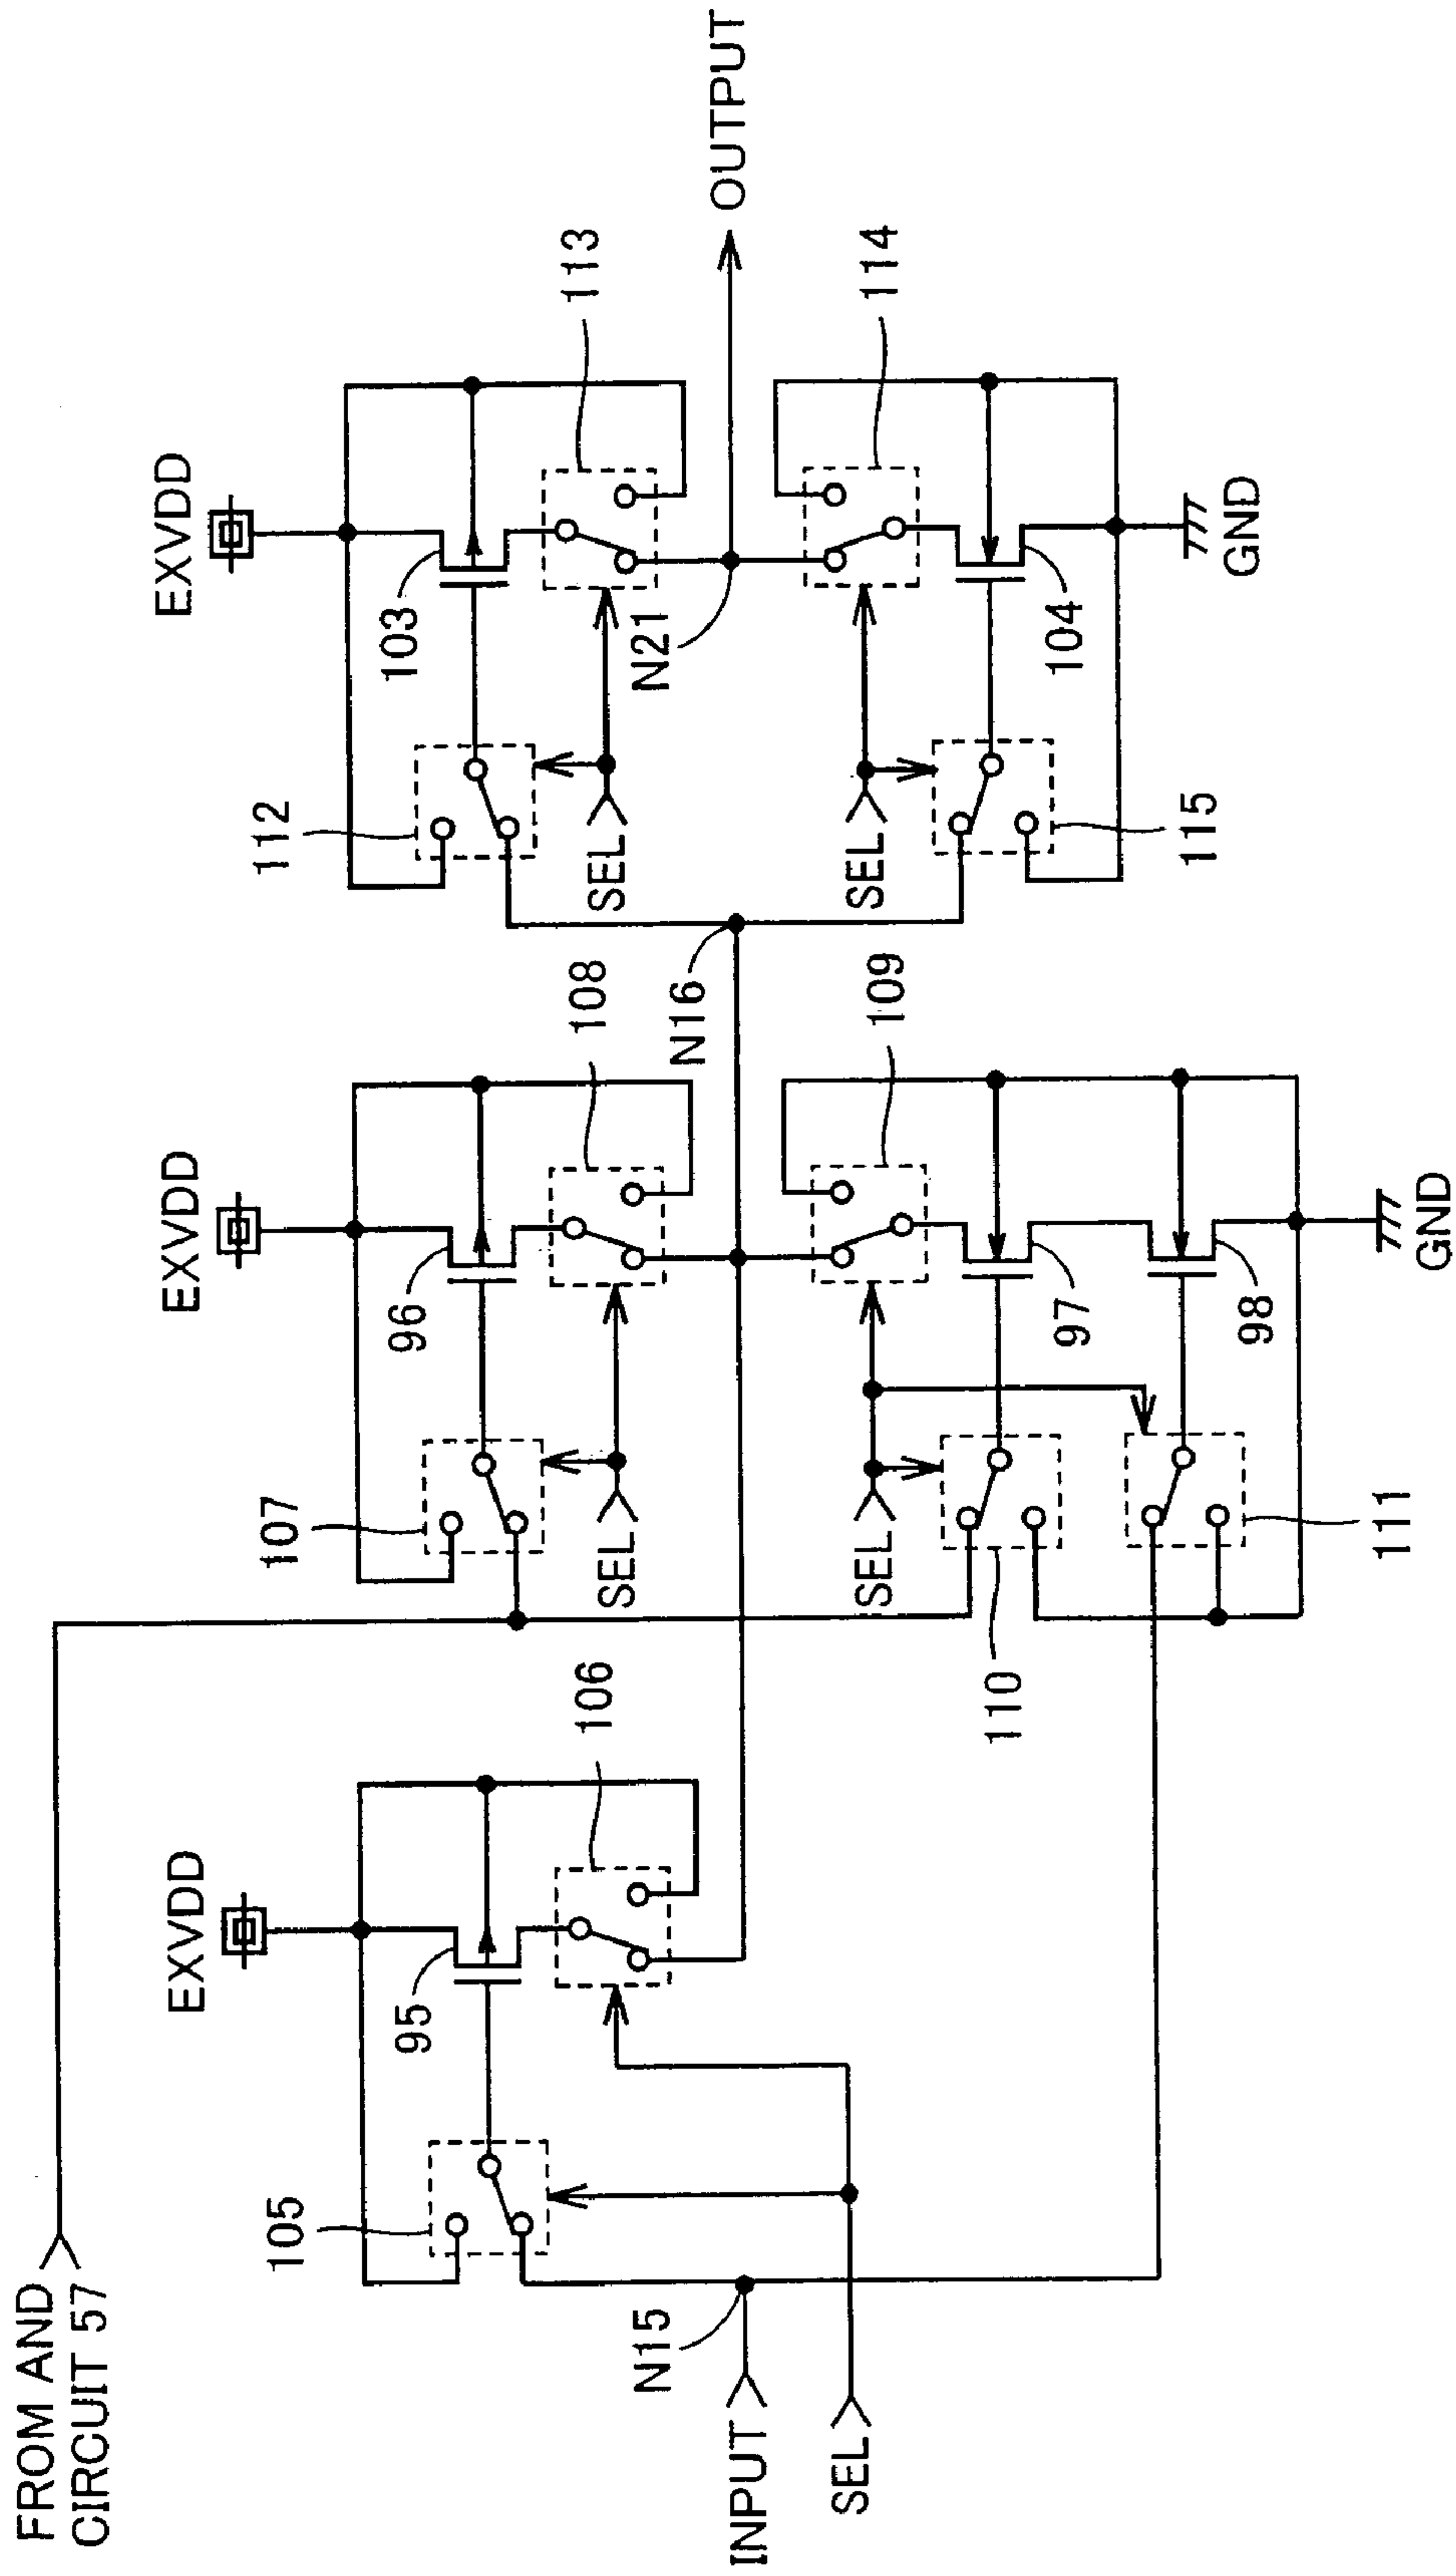 FROM AND
CIRCUIT 57
INPUT
SEL
N15
105
EXVDD
95
106
107
EXVDD
96
108
SEL
SEL
110
111
97
98
109
GND
N16
112
EXVDD
103
113
SEL
SEL
N21
114
115
104
GND
OUTPUT